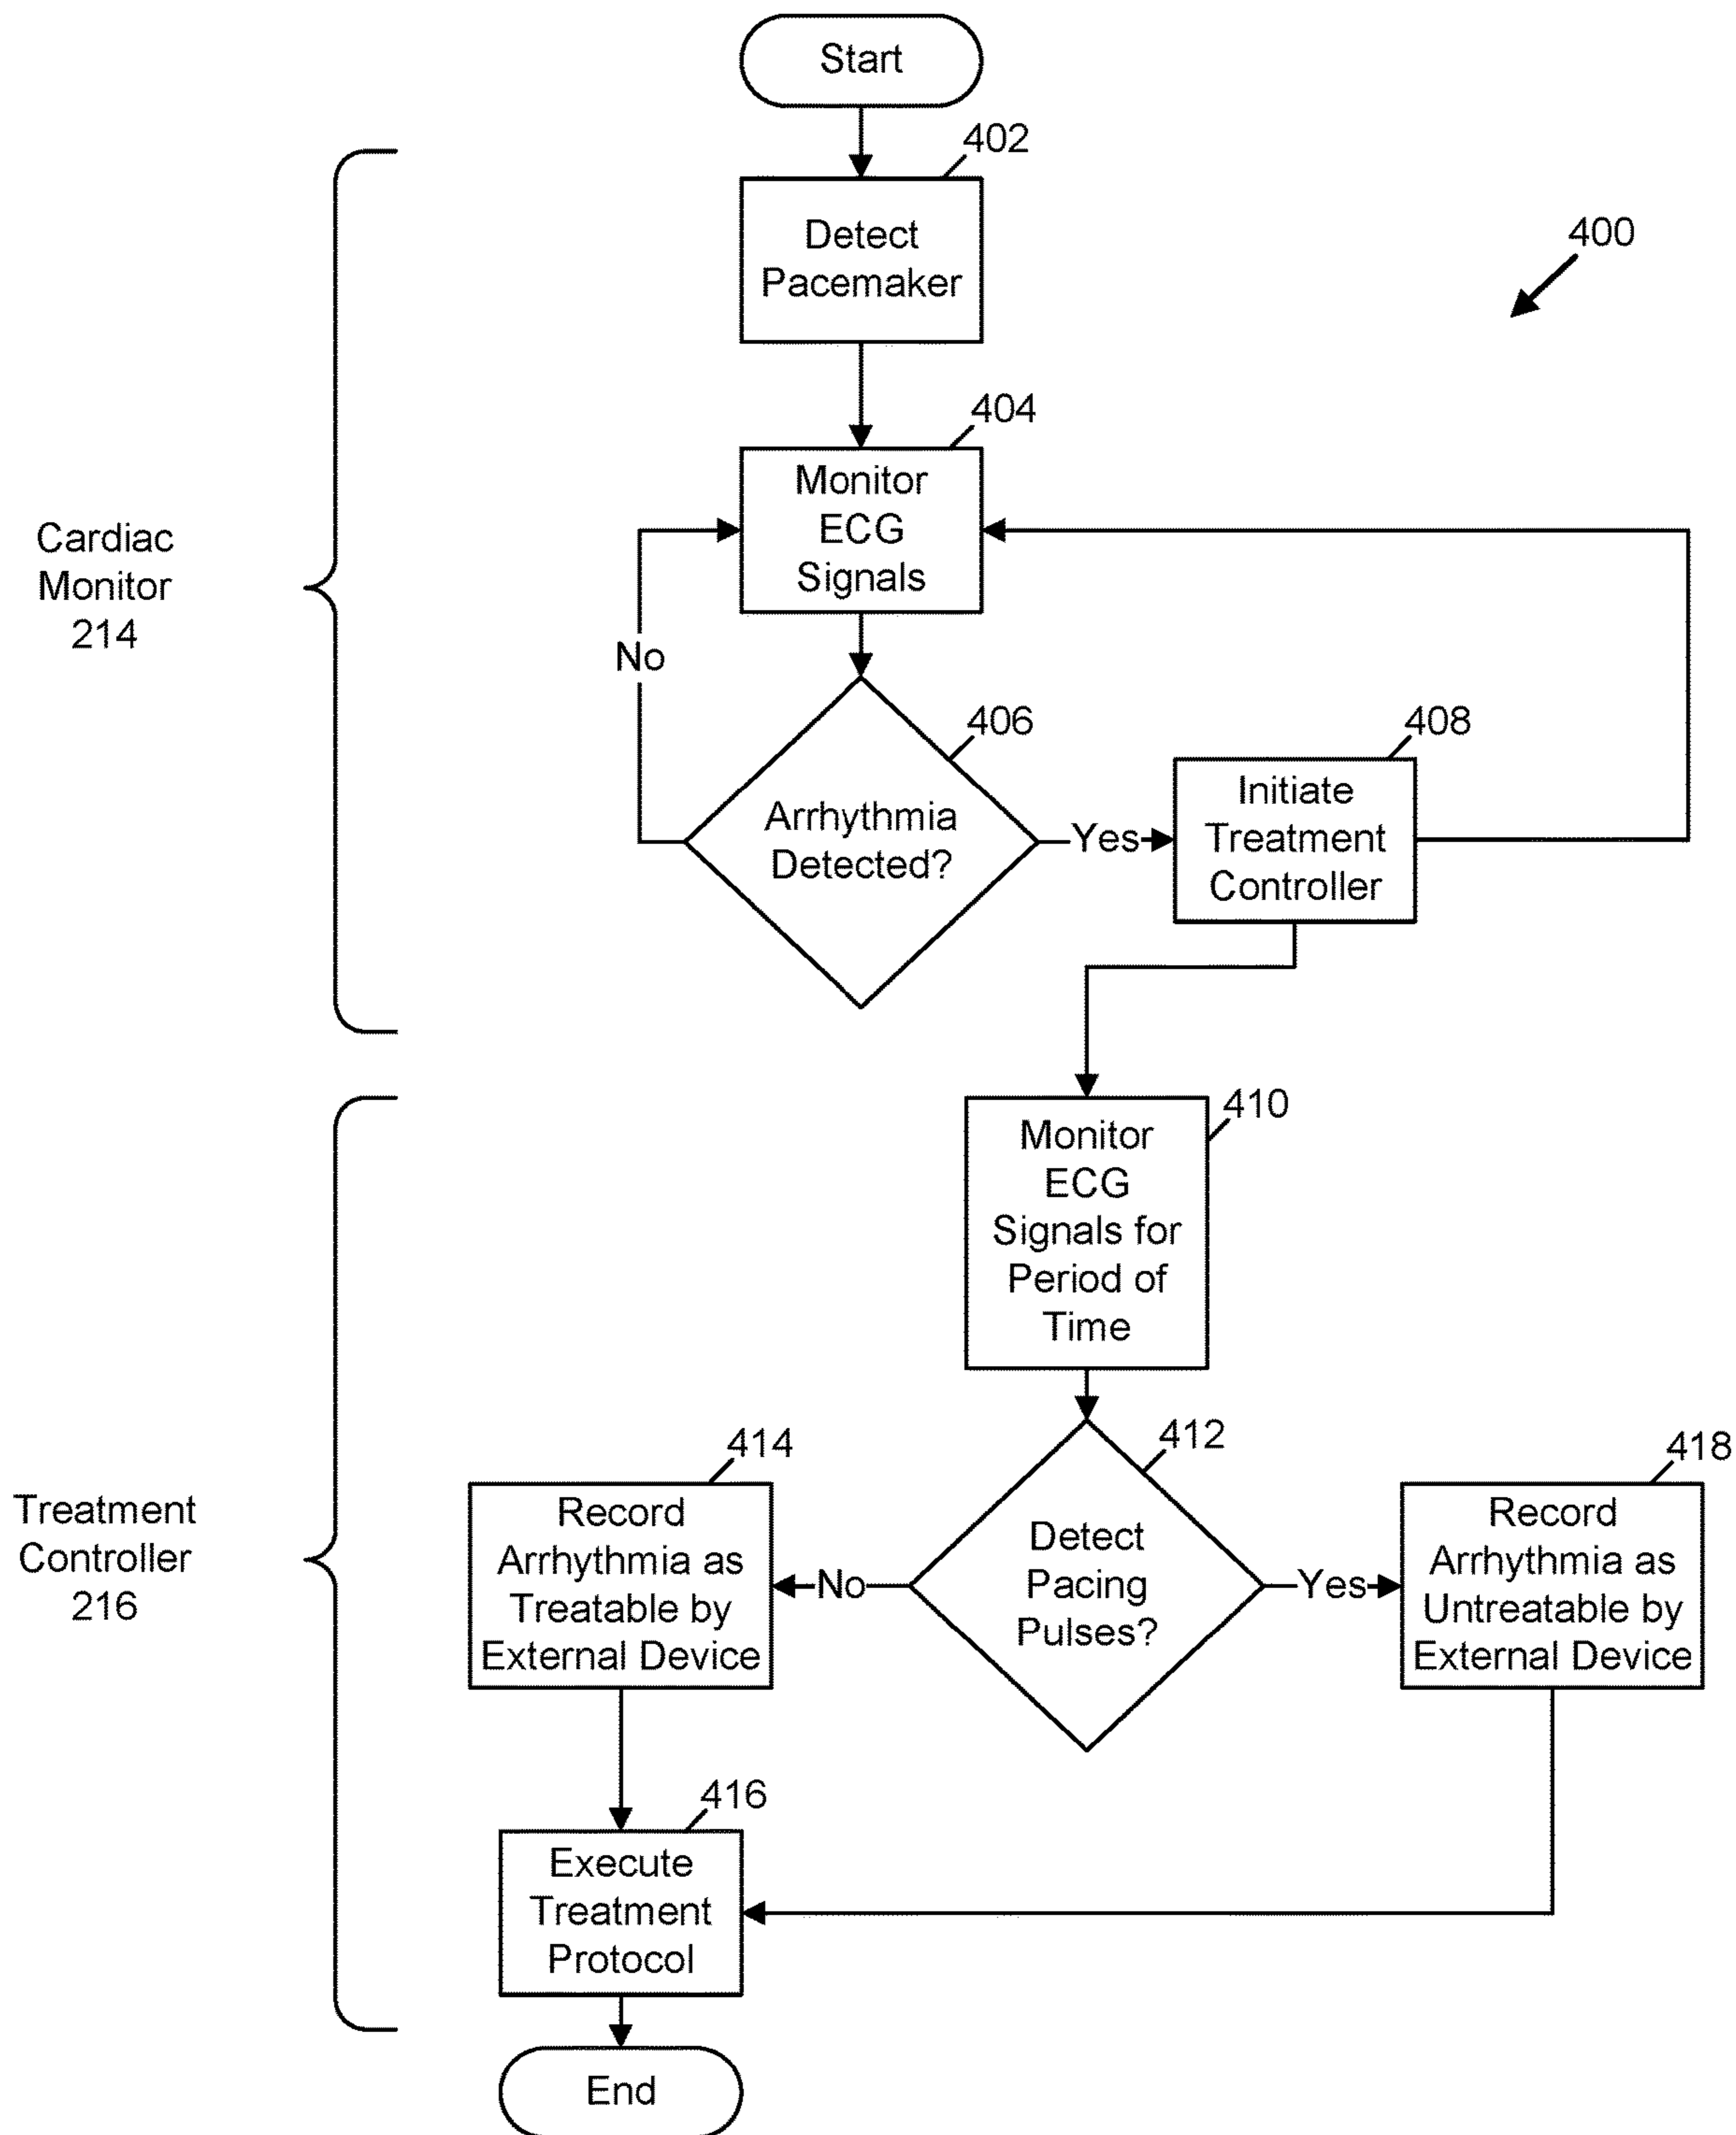 Start
402
Detect
Pacemaker
400
404
Monitor
ECG
Signals
Cardiac
Monitor
214
No
406
Arrhythmia
Detected?
Yes
408
Initiate
Treatment
Controller
410
Monitor
ECG
Signals for
Period of
Time
Treatment
Controller
216
412
Detect
Pacing
Pulses?
No
Yes
414
Record
Arrhythmia as
Treatable by
External Device
418
Record
Arrhythmia as
Untreatable by
External Device
416
Execute
Treatment
Protocol
End